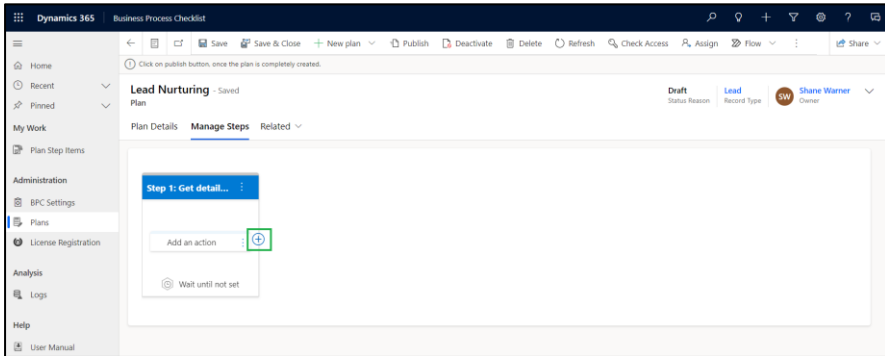 Dynamics 365 Business Process Checklist
Save Save & Close New plan Publish Deactivate Delete Refresh Check Access Assign Flow Share
Click on publish button. once the plan is completely created.
Home
Recent
Pinned
My Work
Plan Step Items
Administration
BPC Settings
Plans
License Registration
Analysis
Logs
Help
User Manual
Lead Nurturing - Saved
Plan
Draft
Status Reason
Lead
Record Type
SW
Shane Warner
Owner
Plan Details Manage Steps Related
Step 1: Get detail...
Add an action
Wait until not set